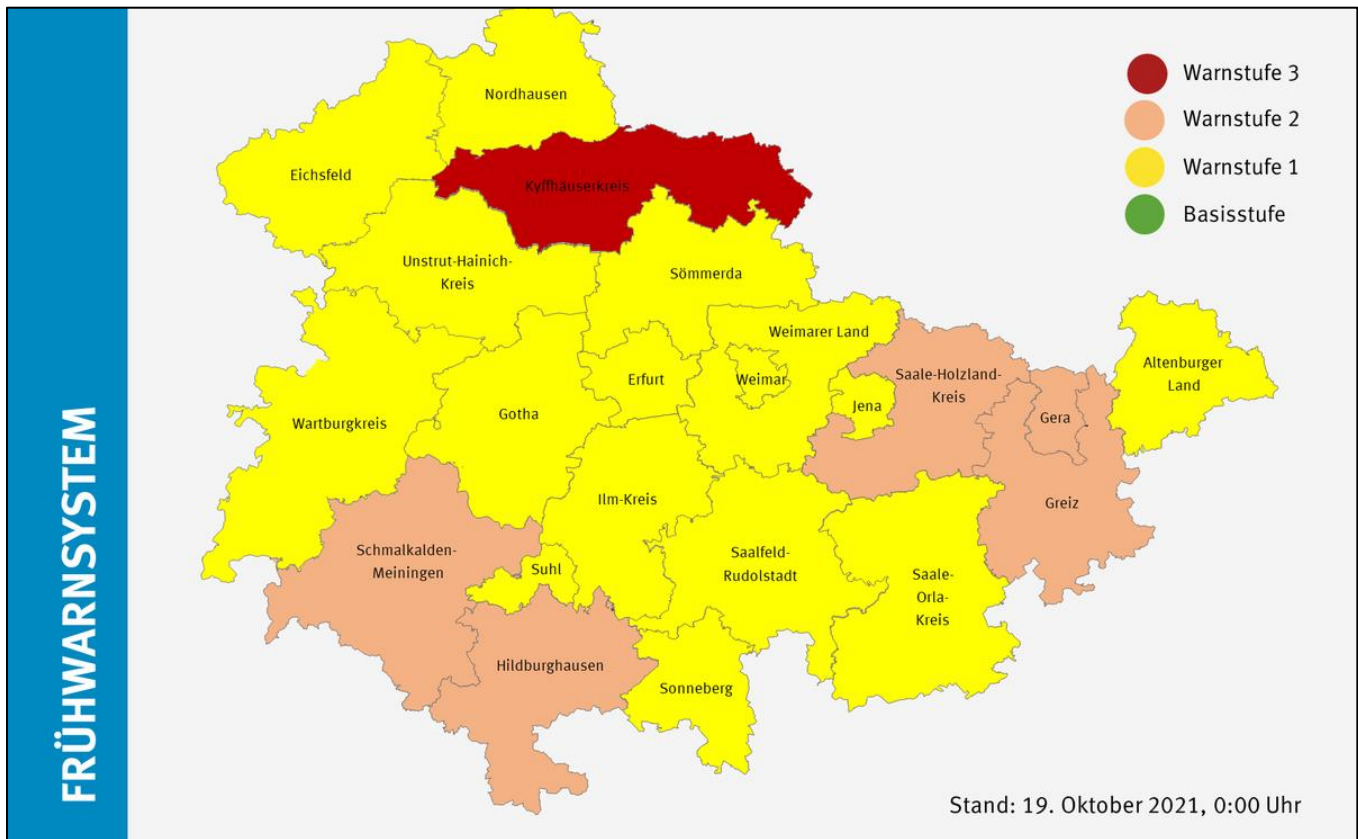 FRÜHWARNSYSTEM
Warnstufe 3
Warnstufe 2
Warnstufe 1
Basisstufe
Nordhausen
Eichsfeld
Kyffhäuserkreis
Unstrut-Hainich-
Kreis
Sömmerda
Weimarer Land
Altenburger
Land
Saale-Holzland-
Kreis
Erfurt
Weimar
Jena
Gera
Gotha
Wartburgkreis
Ilm-Kreis
Greiz
Schmalkalden-
Meiningen
Suhl
Saalfeld-
Rudolstadt
Saale-
Orla-
Kreis
Hildburghausen
Sonneberg
Stand: 19. Oktober 2021, 0:00 Uhr